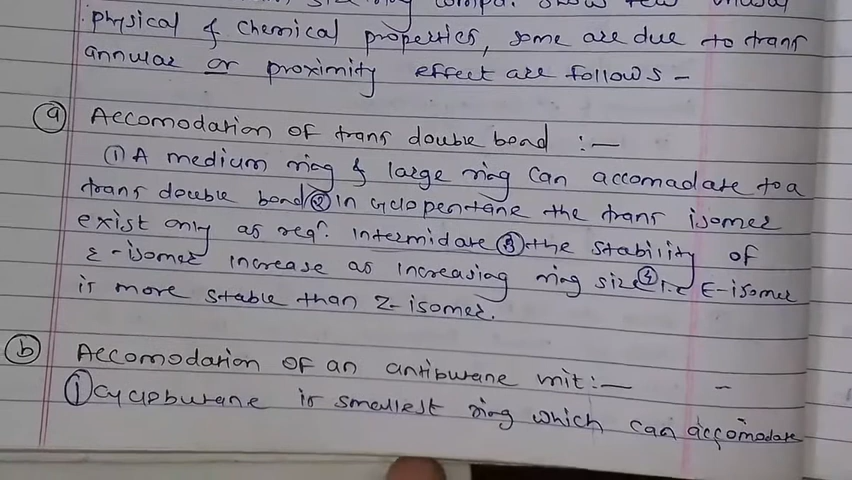 physical & chemical properties, some are due to trans
annular or proximity effect are follows -
(a) Accomodation of trans double bond :—
(1) A medium ring & large ring can accomadate to a
trans double bond (2) in cyclopentane the trans isomer
exist only as reqn. intermidate (3) the stability of
E-isomer increase as increasing ring size (4) i.e E-isomer
is more stable than Z-isomer.
(b) Accomodation of an antibutane unit :— –
(i) cyclobutane is smallest ring which can accomodate